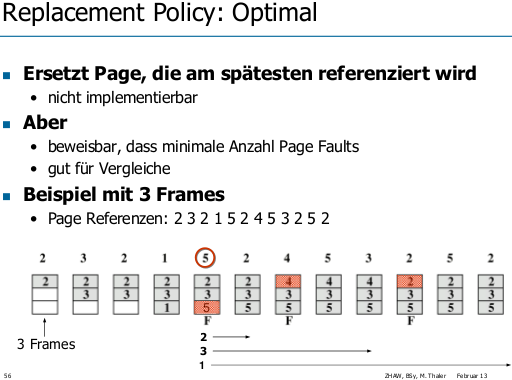 Replacement Policy: Optimal
Ersetzt Page, die am spätesten referenziert wird
• nicht implementierbar
Aber
• beweisbar, dass minimale Anzahl Page Faults
• gut für Vergleiche
Beispiel mit 3 Frames
• Page Referenzen: 2 3 2 1 5 2 4 5 3 2 5 2
2 3 2 1 5 2 4 5 3 2 5 2
2 2 2 2 2 2 4 4 4 2 2 2
3 3 3 3 3 3 3 3 3 3 3
1 5 5 5 5 5 5 5 5
F F F
2
3 Frames
3
1
56 ZHAW, BSy, M. Thaler Februar 13